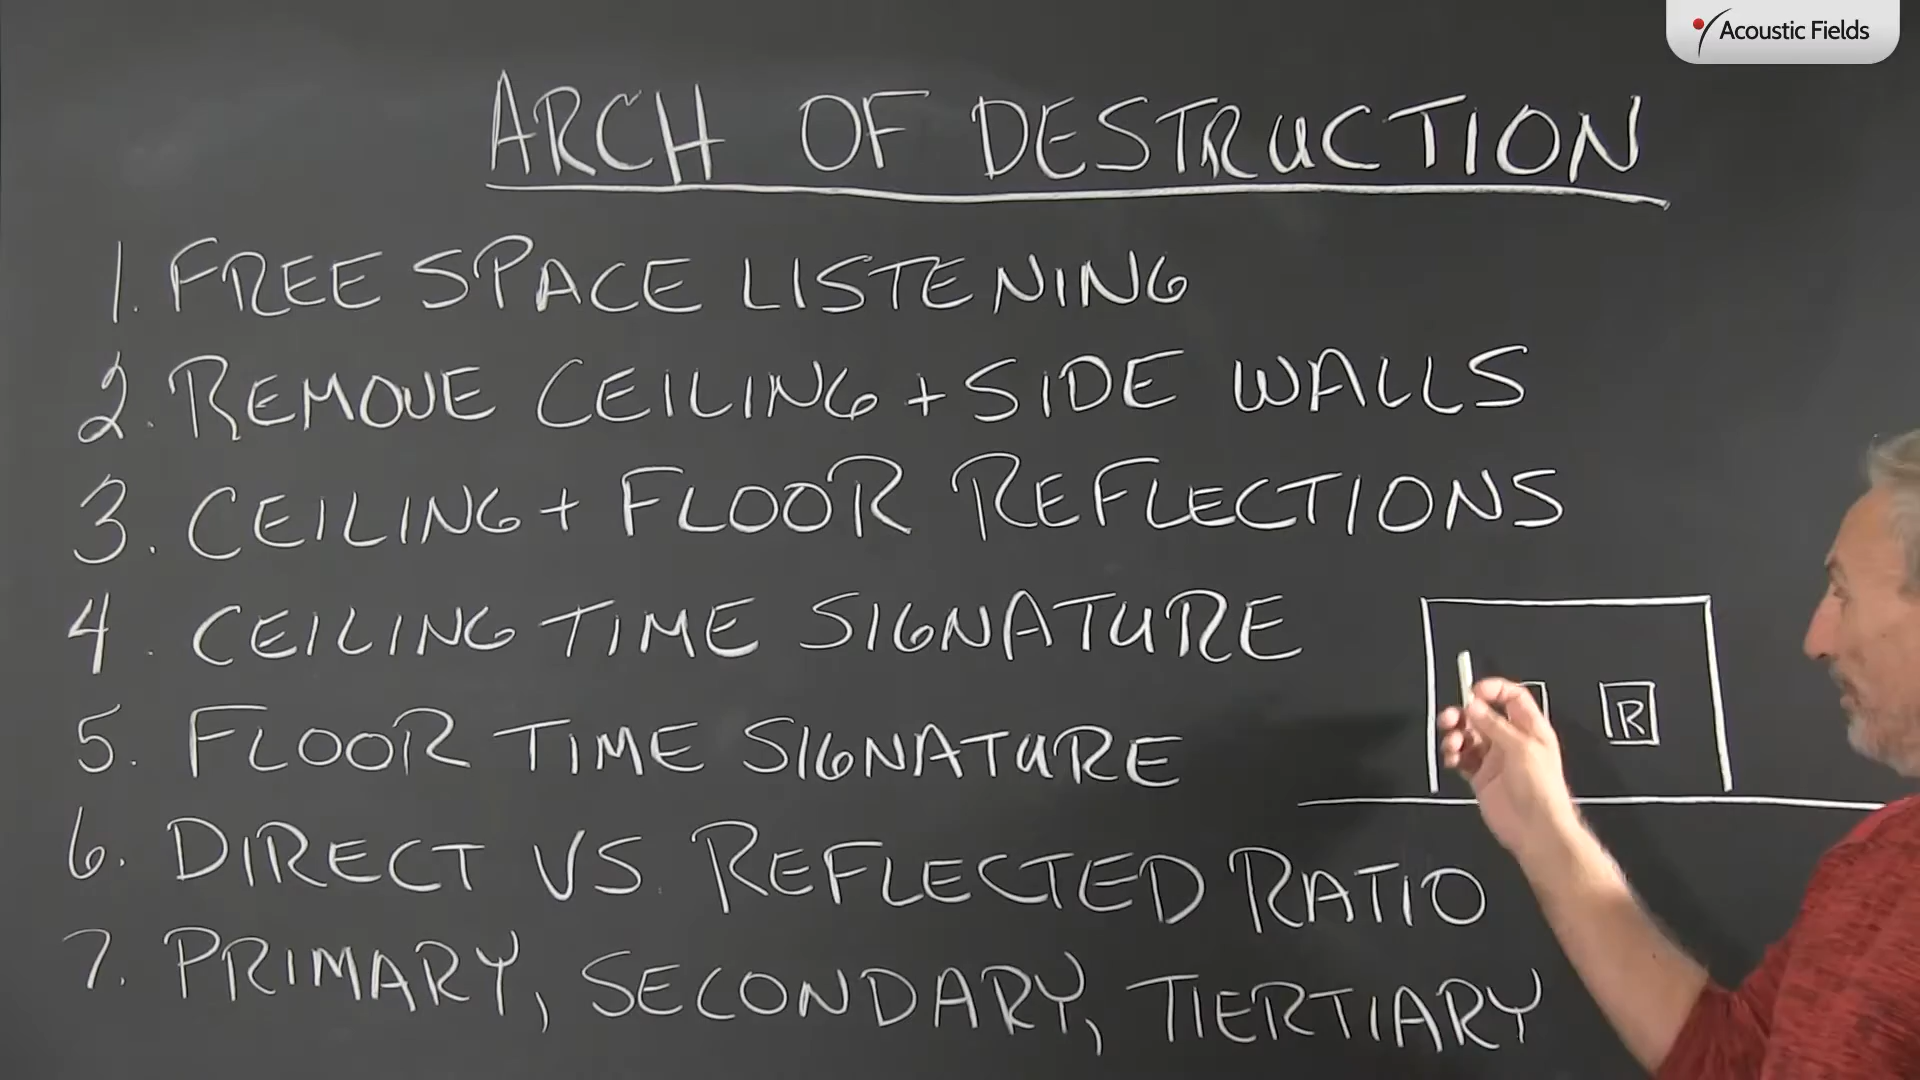 Acoustic Fields
ARCH OF DESTRUCTION
1. FREE SPACE LISTENING
2. REMOVE CEILING + SIDE WALLS
3. CEILING + FLOOR REFLECTIONS
4. CEILING TIME SIGNATURE
5. FLOOR TIME SIGNATURE
R
6. DIRECT VS. REFLECTED RATIO
7. PRIMARY, SECONDARY, TIERTIARY